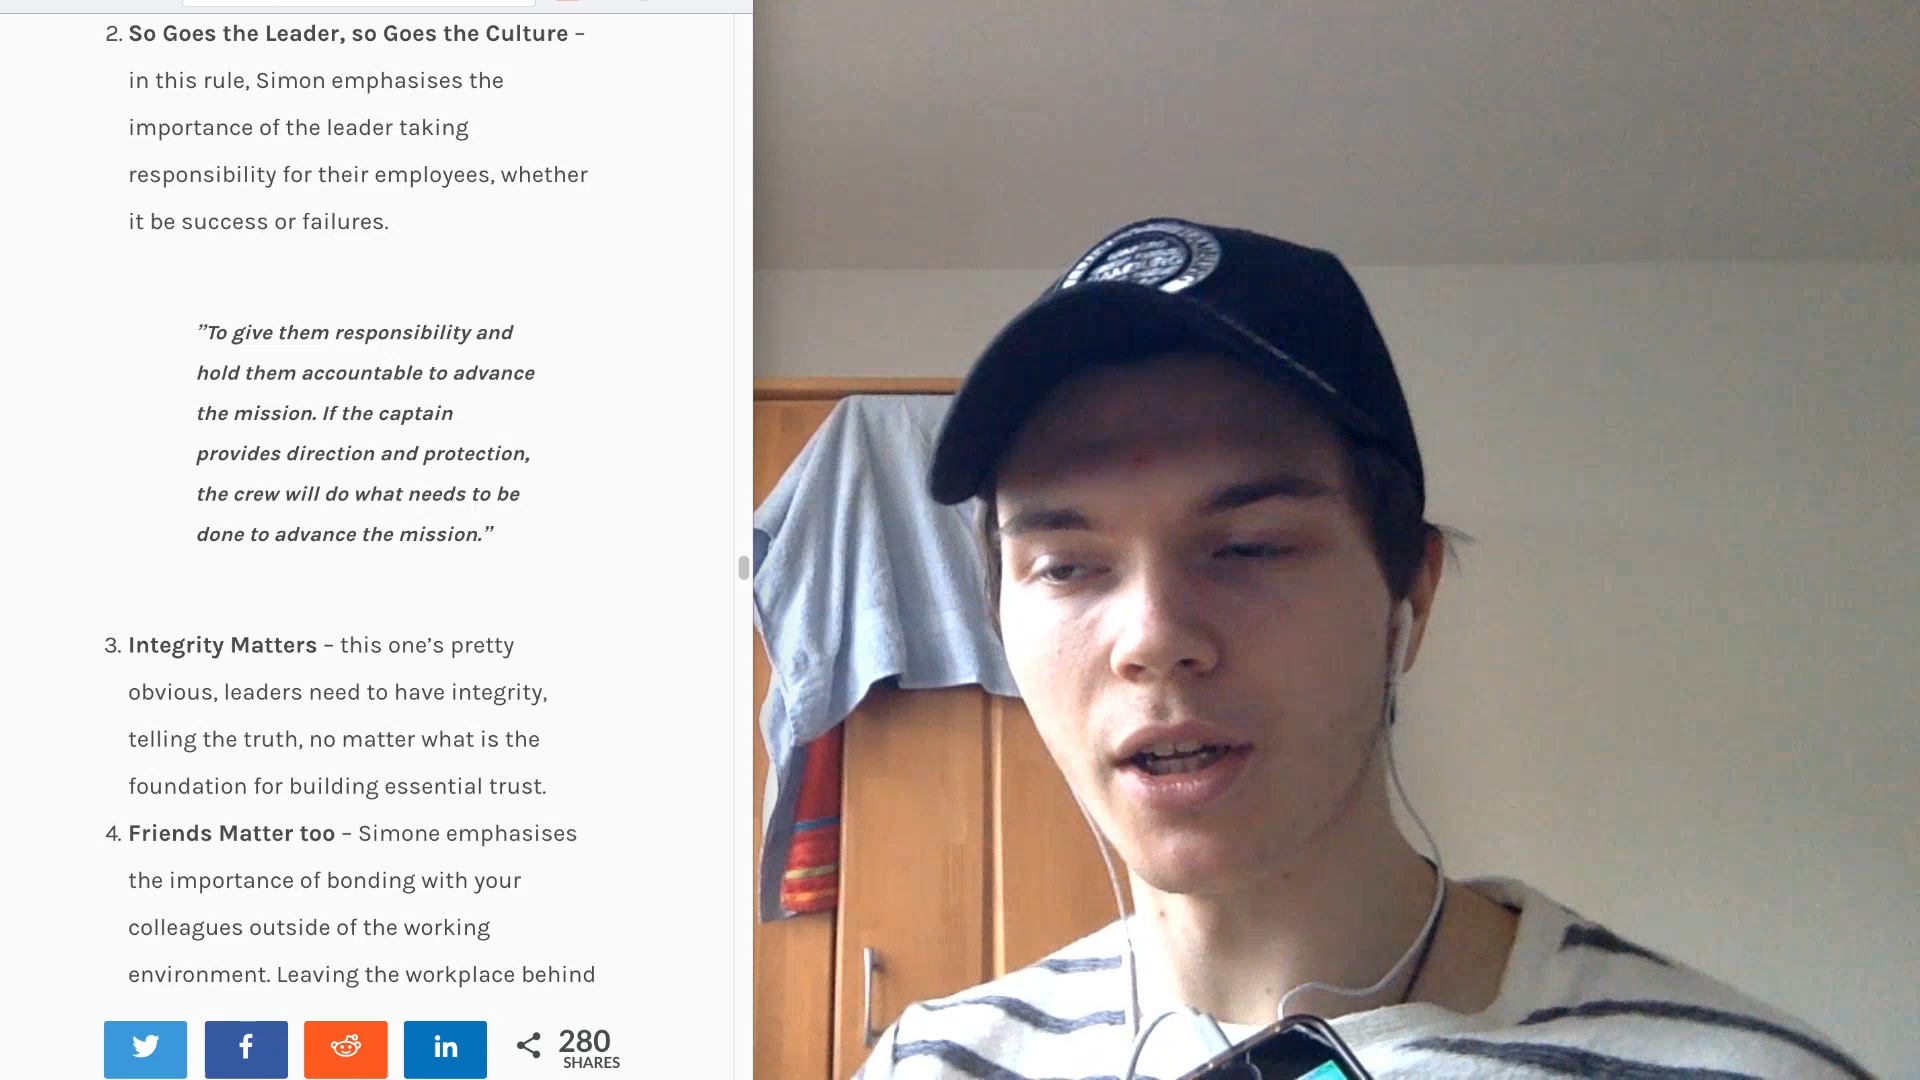 2. So Goes the Leader, so Goes the Culture –
in this rule, Simon emphasises the
importance of the leader taking
responsibility for their employees, whether
it be success or failures.
”To give them responsibility and
hold them accountable to advance
the mission. If the captain
provides direction and protection,
the crew will do what needs to be
done to advance the mission.”
3. Integrity Matters – this one’s pretty
obvious, leaders need to have integrity,
telling the truth, no matter what is the
foundation for building essential trust.
4. Friends Matter too – Simone emphasises
the importance of bonding with your
colleagues outside of the working
environment. Leaving the workplace behind
280
SHARES